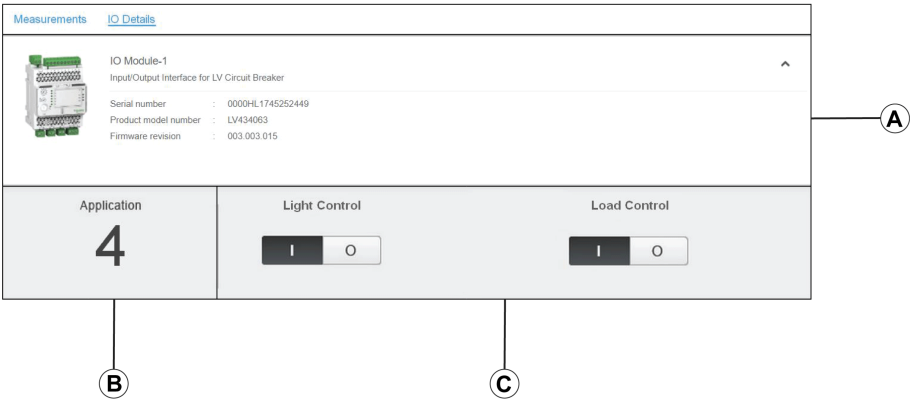 Measurements IO Details
IO Module-1
Input/Output Interface for LV Circuit Breaker
Serial number : 0000HL1745252449
Product model number : LV434063
Firmware revision : 003.003.015
A
Application Light Control Load Control
4
I O I O
B C